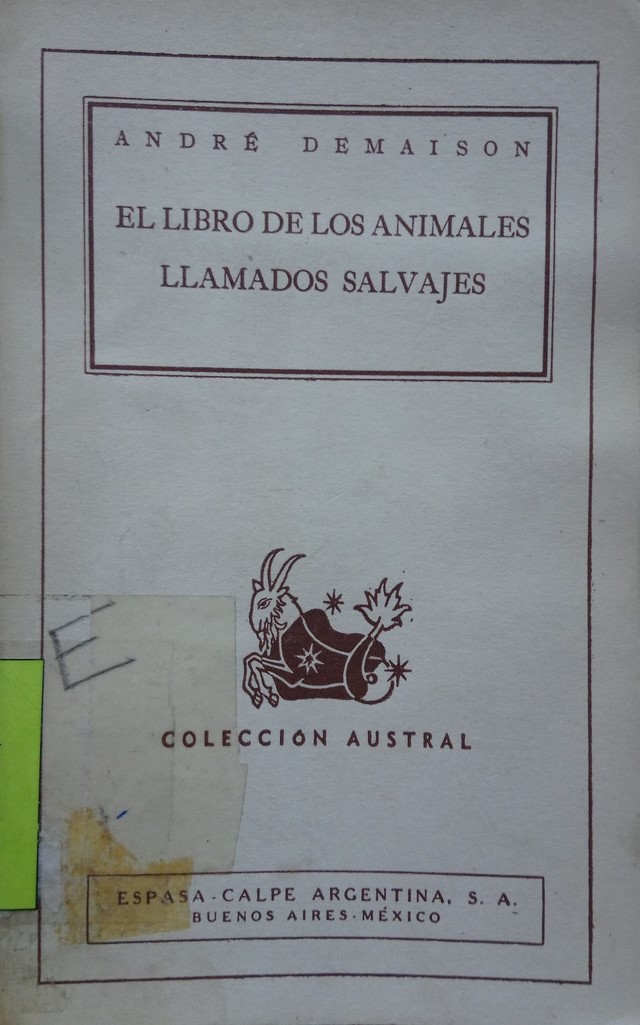 ANDRÉ DEMAISON
EL LIBRO DE LOS ANIMALES
LLAMADOS SALVAJES
E
COLECCIÓN AUSTRAL
ESPASA-CALPE ARGENTINA, S. A.
BUENOS AIRES-MÉXICO